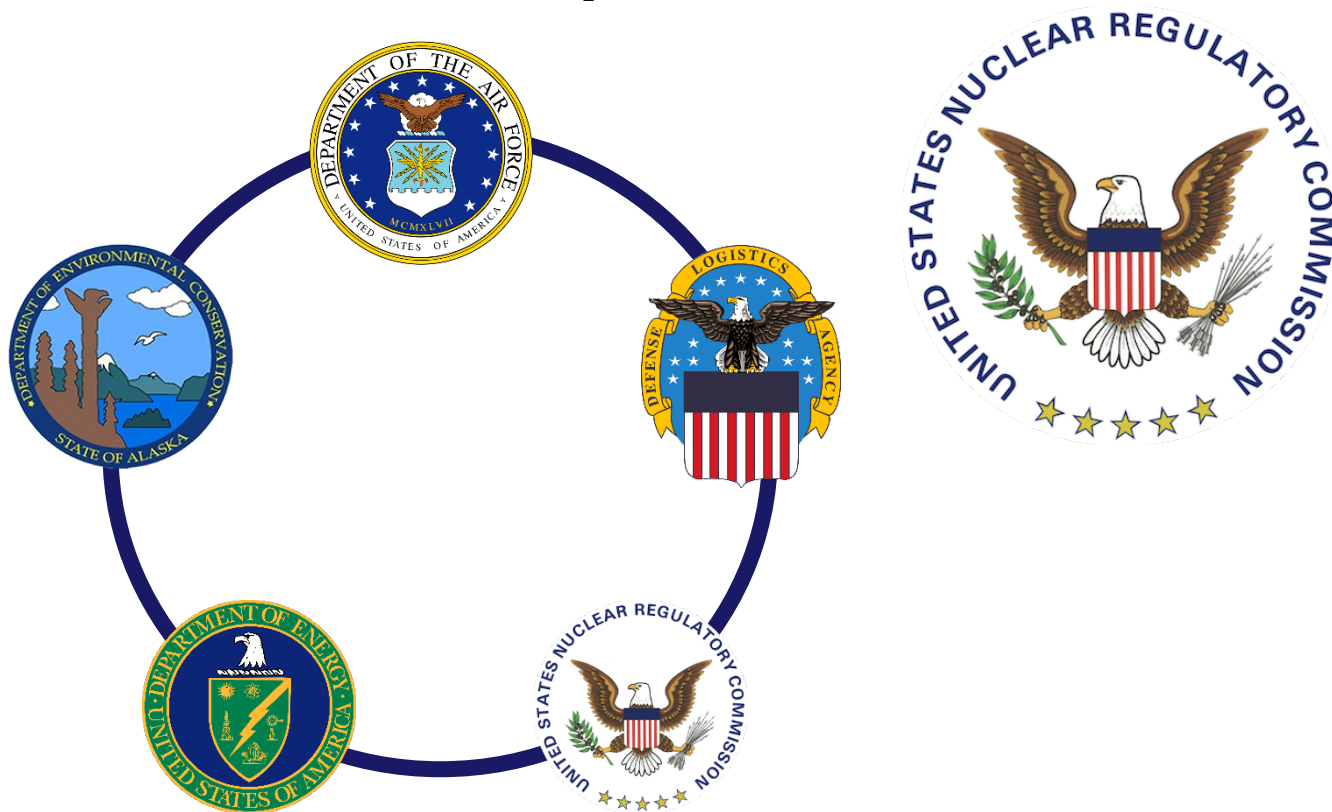 DEPARTMENT OF THE AIR FORCE
MCMXLVII
UNITED STATES OF AMERICA
UNITED STATES NUCLEAR REGULATORY COMMISSION
DEPARTMENT OF ENVIRONMENTAL CONSERVATION
STATE OF ALASKA
DEFENSE
LOGISTICS
AGENCY
DEPARTMENT OF ENERGY
UNITED STATES OF AMERICA
UNITED STATES NUCLEAR REGULATORY COMMISSION